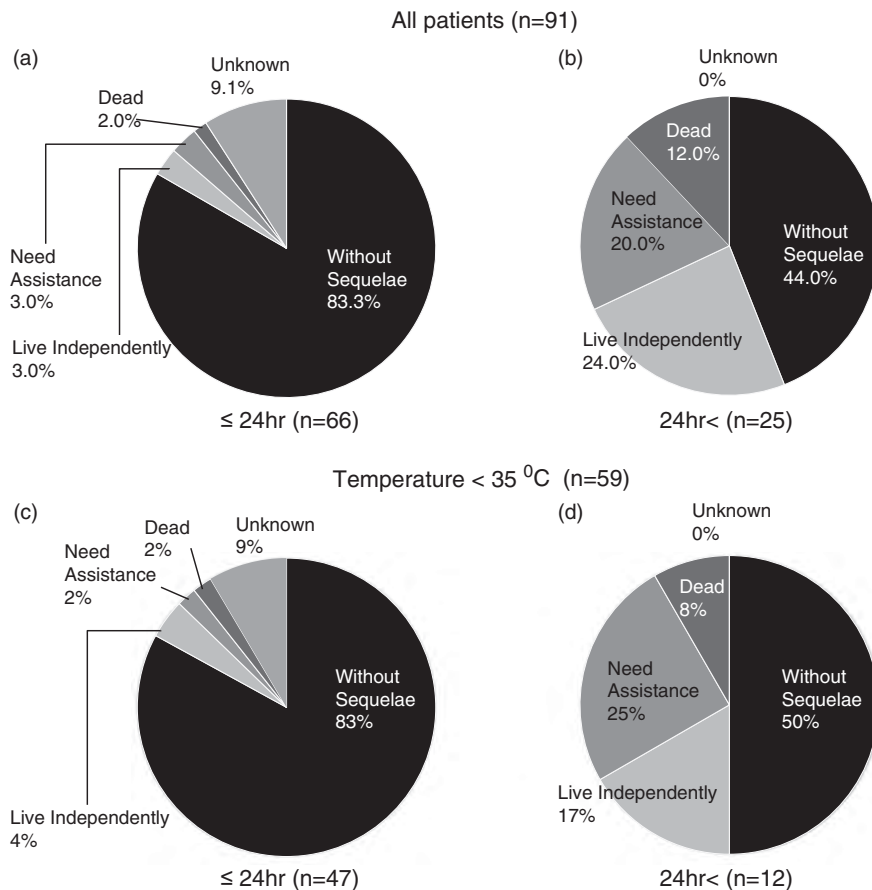 All patients (n=91)
(a)
Unknown
9.1%
Dead
2.0%
Need
Assistance
3.0%
Live Independently
3.0%
Without
Sequelae
83.3%
≤ 24hr (n=66)
(b)
Unknown
0%
Dead
12.0%
Need
Assistance
20.0%
Without
Sequelae
44.0%
Live Independently
24.0%
24hr< (n=25)
Temperature < 35 ⁰C (n=59)
(c)
Dead
2%
Unknown
9%
Need
Assistance
2%
Without
Sequelae
83%
Live Independently
4%
≤ 24hr (n=47)
(d)
Unknown
0%
Dead
8%
Need
Assistance
25%
Without
Sequelae
50%
Live Independently
17%
24hr< (n=12)